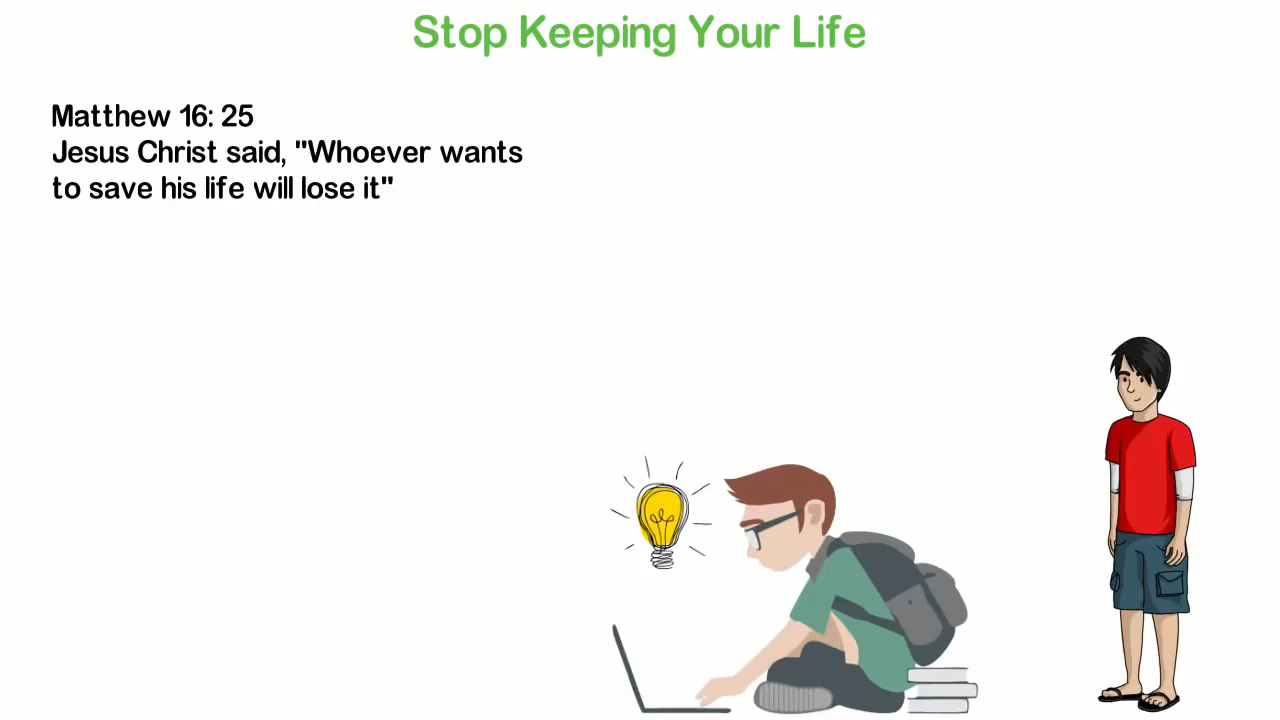 Stop Keeping Your Life
Matthew 16: 25
Jesus Christ said, "Whoever wants
to save his life will lose it"